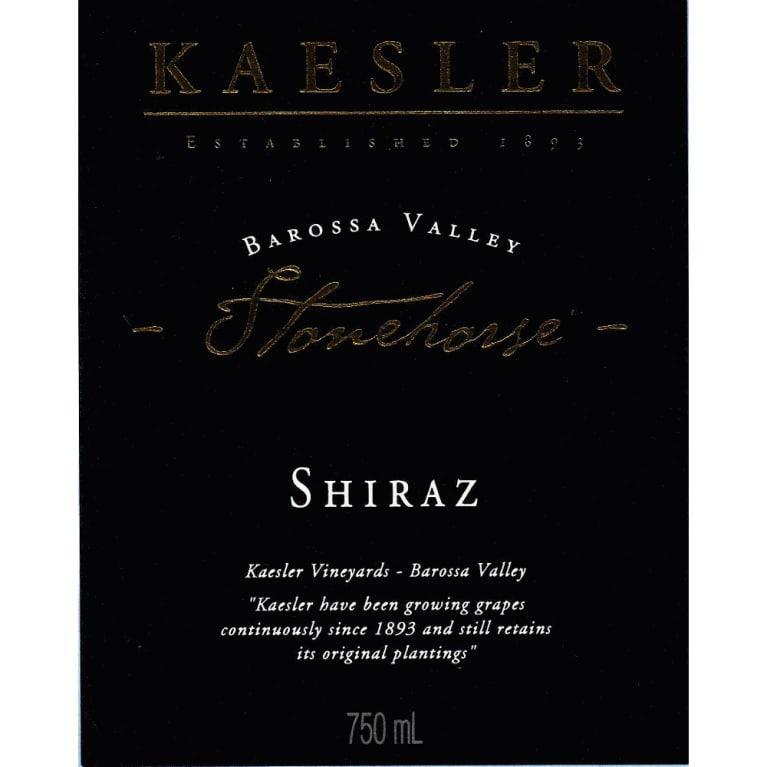 KAESLER
ESTABLISHED 1893
BAROSSA VALLEY
- Stonehorse -
SHIRAZ
Kaesler Vineyards - Barossa Valley
"Kaesler have been growing grapes
continuously since 1893 and still retains
its original plantings"
750 mL